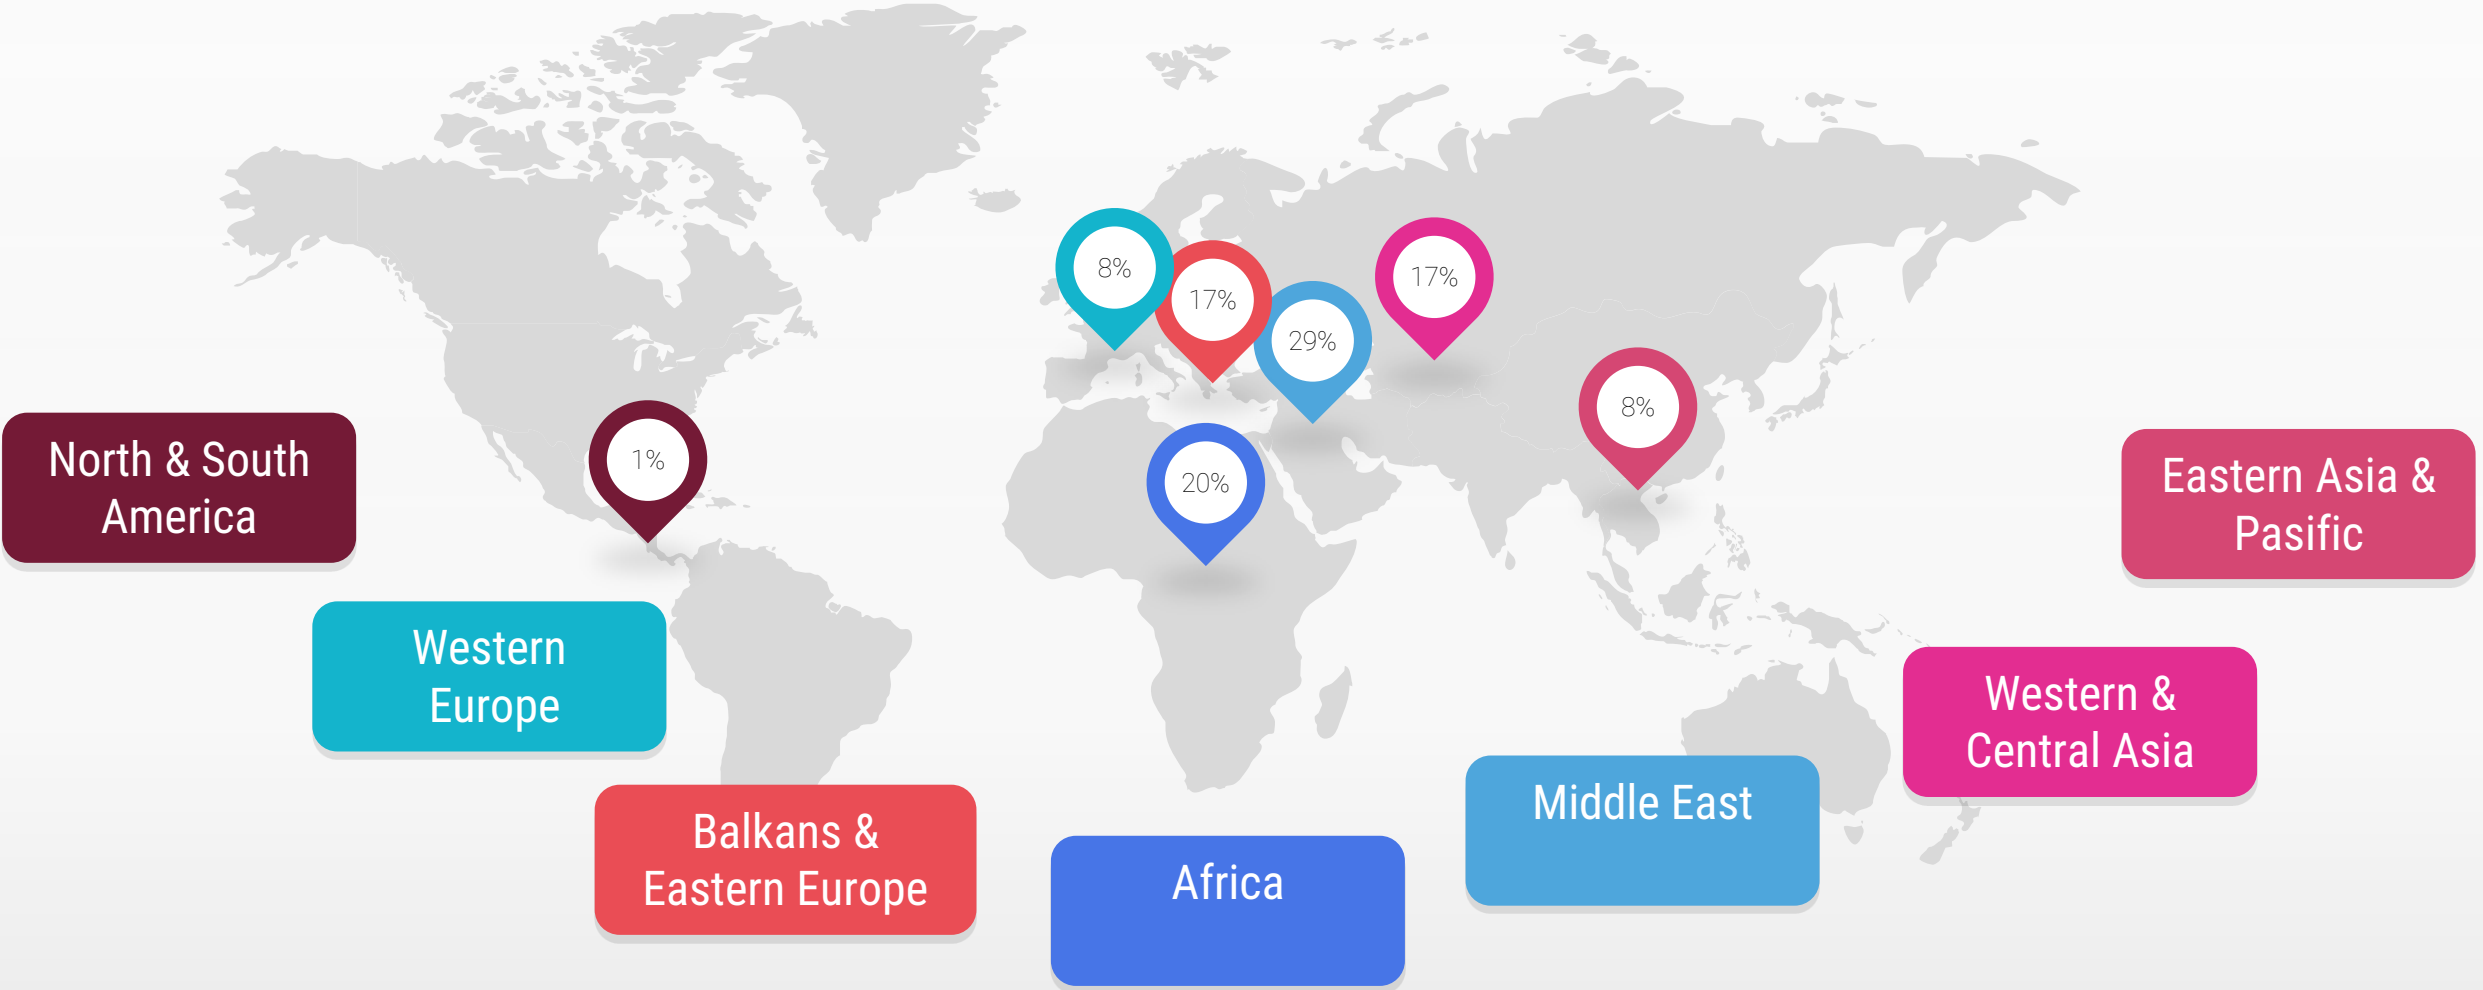 8%
17%
17%
29%
8%
1%
20%
North & South
America
Eastern Asia &
Pasific
Western
Europe
Western &
Central Asia
Balkans &
Eastern Europe
Middle East
Africa